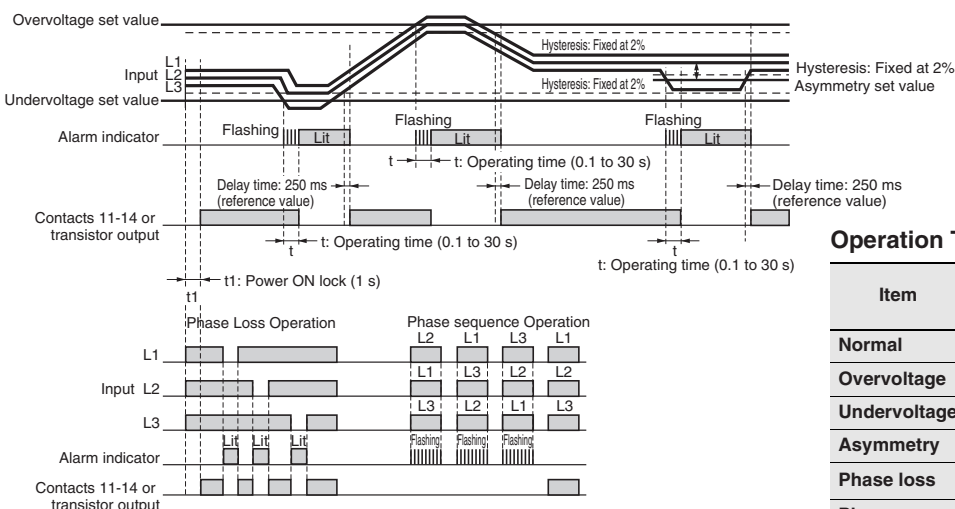 Overvoltage set value
Hysteresis: Fixed at 2%
L1
Input L2
L3
Hysteresis: Fixed at 2%
Hysteresis: Fixed at 2%
Asymmetry set value
Undervoltage set value
Flashing
Flashing
Flashing
Alarm indicator
Lit
Lit
Lit
t
t: Operating time (0.1 to 30 s)
Delay time: 250 ms
(reference value)
Delay time: 250 ms
(reference value)
Delay time: 250 ms
(reference value)
Contacts 11-14 or
transistor output
t
t: Operating time (0.1 to 30 s)
t
t: Operating time (0.1 to 30 s)
t1
t1: Power ON lock (1 s)
Phase Loss Operation
Phase sequence Operation
L2 L1 L3 L1
L1
L1 L3 L2 L2
Input L2
L3 L2 L1 L3
L3
Lit Lit Lit
Flashing Flashing Flashing
Alarm indicator
Contacts 11-14 or
transistor output
Operation T
Item
Normal
Overvoltage
Undervoltage
Asymmetry
Phase loss